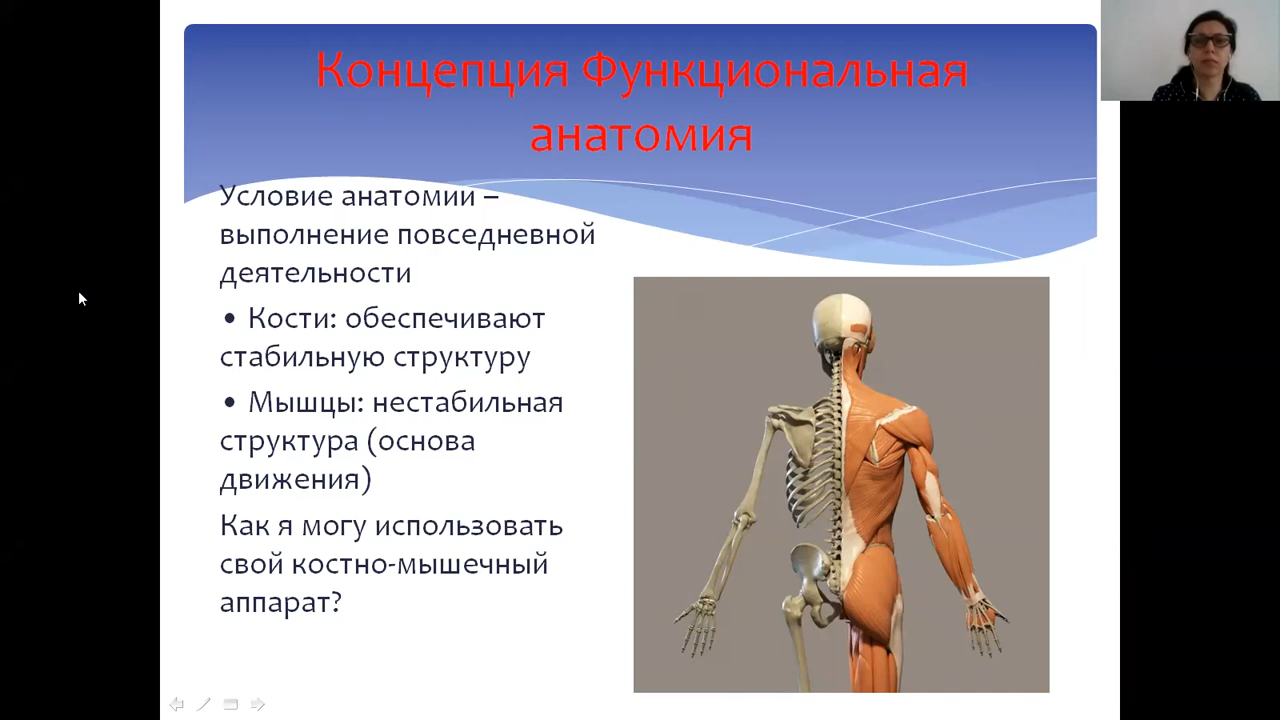 Концепция Функциональная
анатомия
Условие анатомии –
выполнение повседневной
деятельности
• Кости: обеспечивают
стабильную структуру
• Мышцы: нестабильная
структура (основа
движения)
Как я могу использовать
свой костно-мышечный
аппарат?